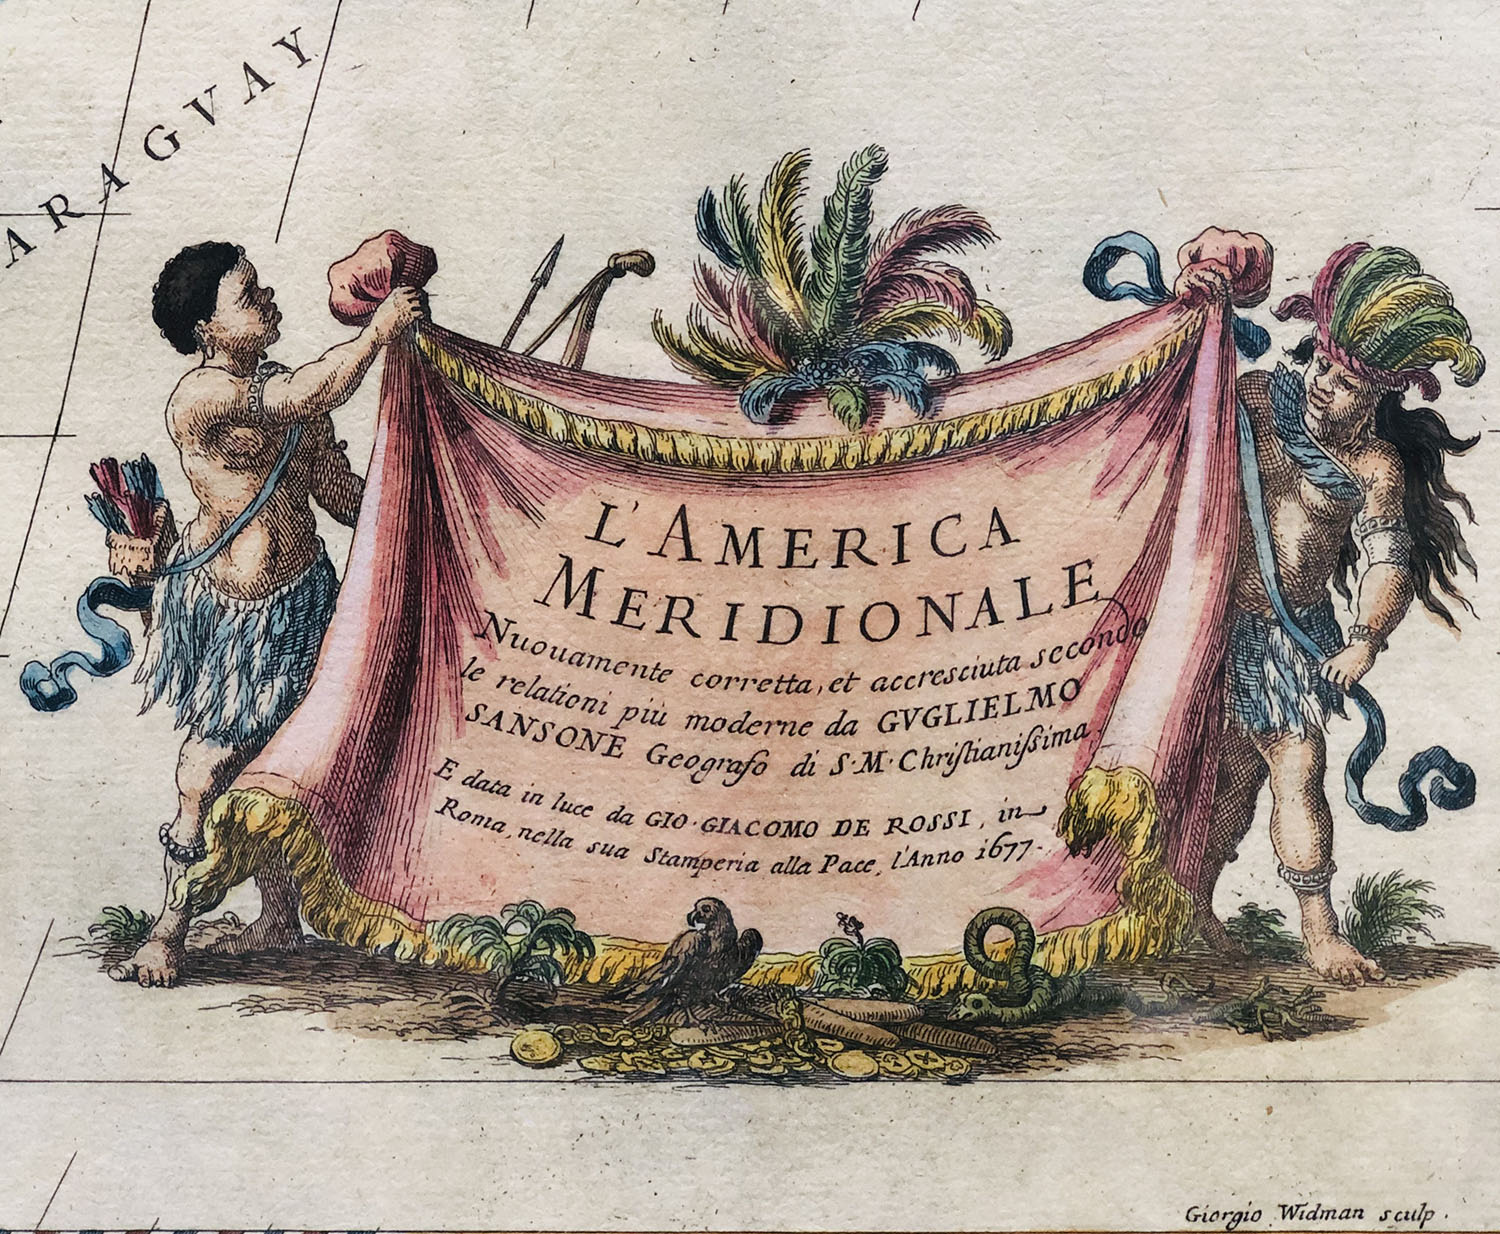 ARAGVAY
L'AMERICA
MERIDIONALE
Nuouamente corretta, et accresciuta secondo
le relationi più moderne da GVGLIELMO
SANSONE Geografo di S·M·Chriſtianiſsima.
E data in luce da GIO·GIACOMO DE ROSSI, in
Roma, nella sua Stamperia alla Pace, l'Anno 1677.
Giorgio Widman sculp.